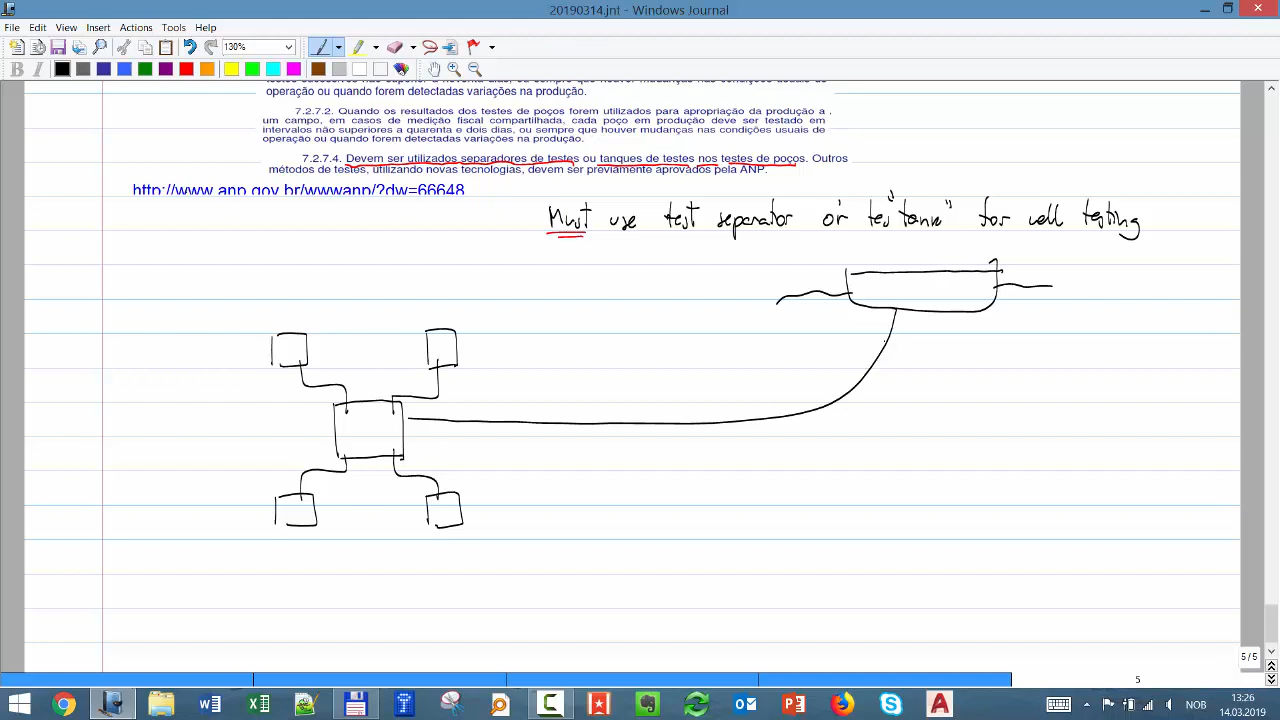 20190314.jnt - Windows Journal
File Edit View Insert Actions Tools Help
130%
B I
operação ou quando forem detectadas variações na produção.
7.2.7.2. Quando os resultados dos testes de poços forem utilizados para apropriação da produção a
um campo, em casos de medição fiscal compartilhada, cada poço em produção deve ser testado em
intervalos não superiores a quarenta e dois dias, ou sempre que houver mudanças nas condições usuais de
operação ou quando forem detectadas variações na produção.
7.2.7.4. Devem ser utilizados separadores de testes ou tanques de testes nos testes de poços. Outros
métodos de testes, utilizando novas tecnologias, devem ser previamente aprovados pela ANP.
http://www.anp.gov.br/wwwanp/?dw=66648
Must use test separator or tes "tank" for well testing
5/5
5
NOB
13:26
14.03.2019